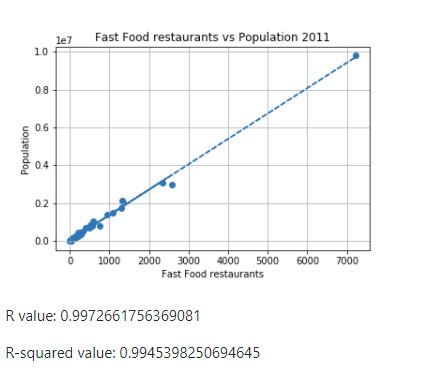 Fast Food restaurants vs Population 2011
1e7
1.0
0.8
0.6
0.4
0.2
0.0
Population
0 1000 2000 3000 4000 5000 6000 7000
Fast Food restaurants
R value: 0.9972661756369081
R-squared value: 0.9945398250694645